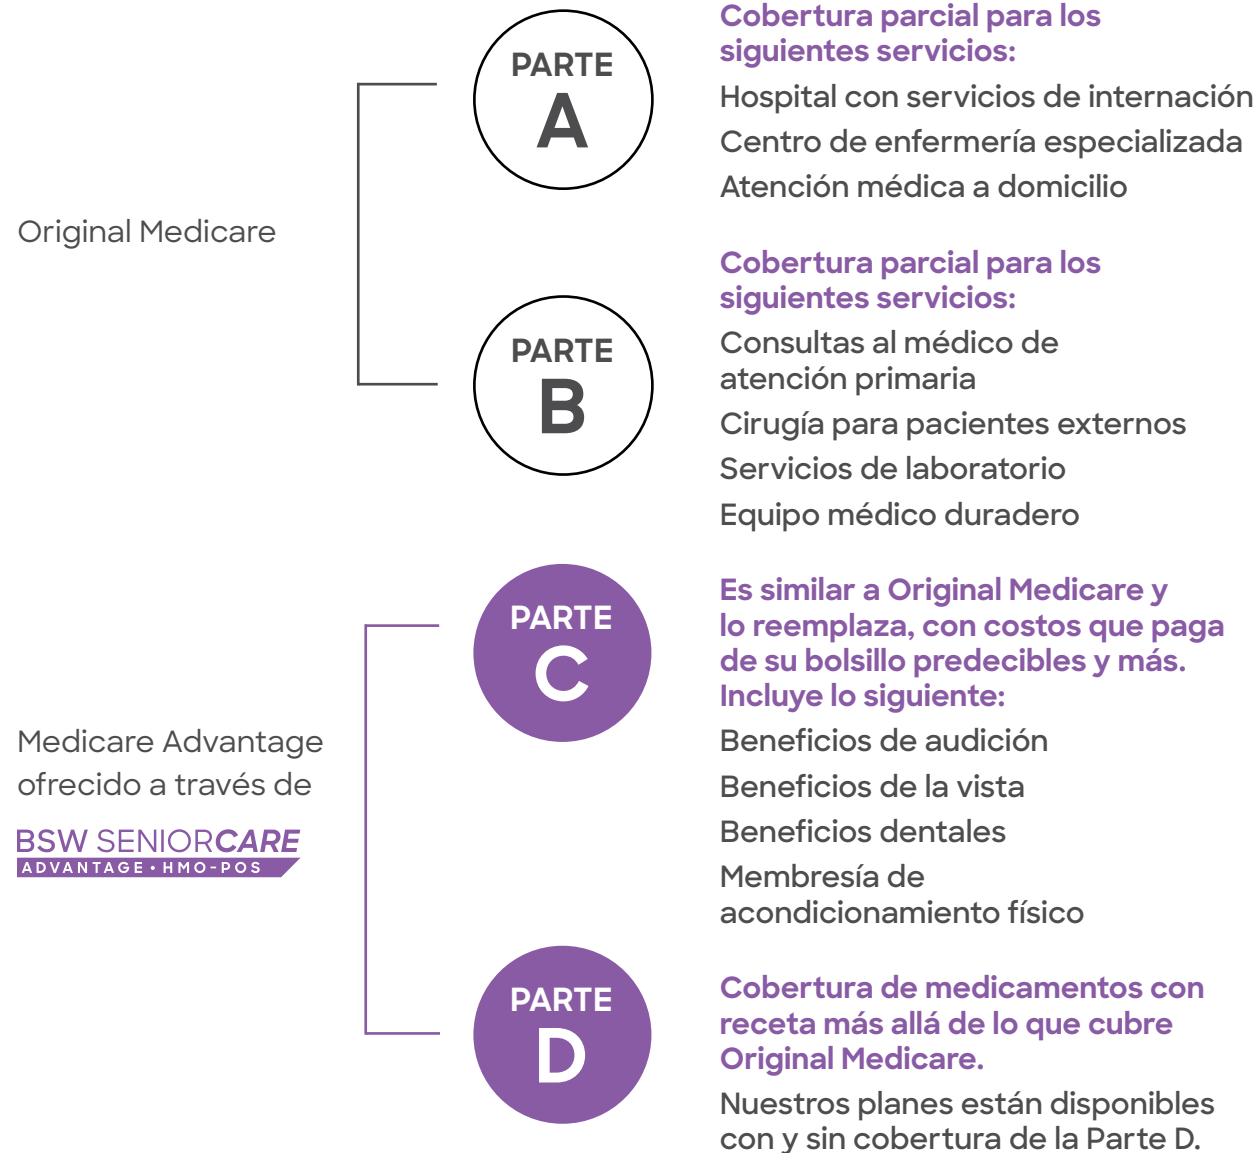 Original Medicare
PARTE
A
Cobertura parcial para los
siguientes servicios:
Hospital con servicios de internación
Centro de enfermería especializada
Atención médica a domicilio
PARTE
B
Cobertura parcial para los
siguientes servicios:
Consultas al médico de
atención primaria
Cirugía para pacientes externos
Servicios de laboratorio
Equipo médico duradero
Medicare Advantage
ofrecido a través de
BSW SENIORCARE
ADVANTAGE • HMO-POS
PARTE
C
Es similar a Original Medicare y
lo reemplaza, con costos que paga
de su bolsillo predecibles y más.
Incluye lo siguiente:
Beneficios de audición
Beneficios de la vista
Beneficios dentales
Membresía de
acondicionamiento físico
PARTE
D
Cobertura de medicamentos con
receta más allá de lo que cubre
Original Medicare.
Nuestros planes están disponibles
con y sin cobertura de la Parte D.